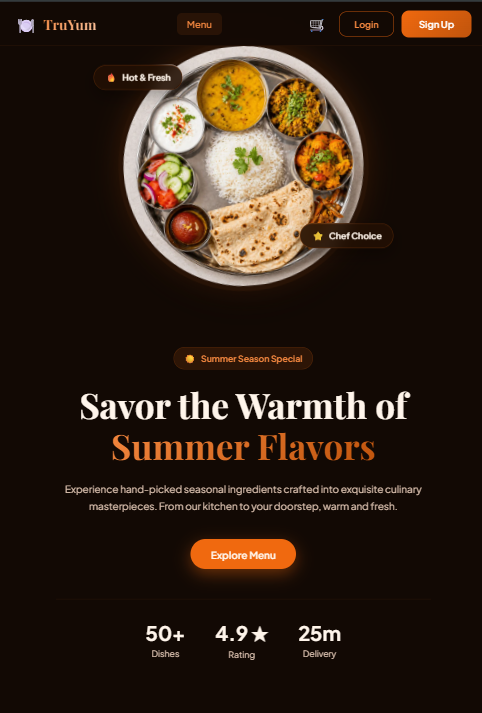 TruYum
Menu
Login
Sign Up
Hot & Fresh
Chef Choice
Summer Season Special
Savor the Warmth of
Summer Flavors
Experience hand-picked seasonal ingredients crafted into exquisite culinary
masterpieces. From our kitchen to your doorstep, warm and fresh.
Explore Menu
50+
Dishes
4.9★
Rating
25m
Delivery